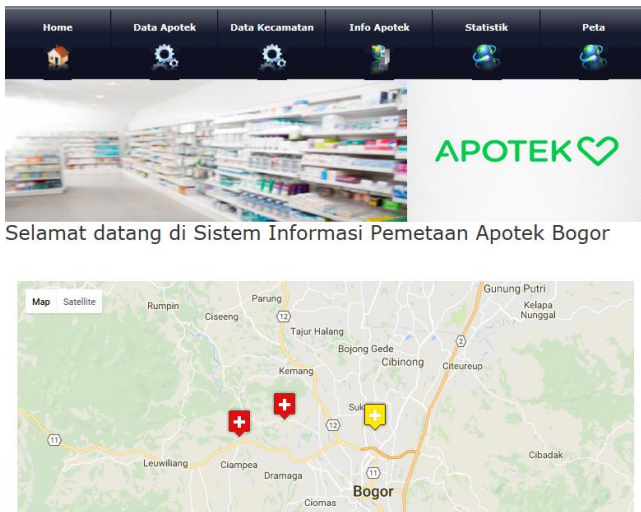 Home Data Apotek Data Kecamatan Info Apotek Statistik Peta
APOTEK
Selamat datang di Sistem Informasi Pemetaan Apotek Bogor
Map Satellite
Gunung Putri
Parung
Rumpin
Kelapa
Nunggal
Ciseeng
12
Tajur Halang
2
Bojong Gede
Cibinong
Citeureup
Kemang
Suk
12
11
Cibadak
Leuwiliang
Ciampea
11
Dramaga
Bogor
Ciomas